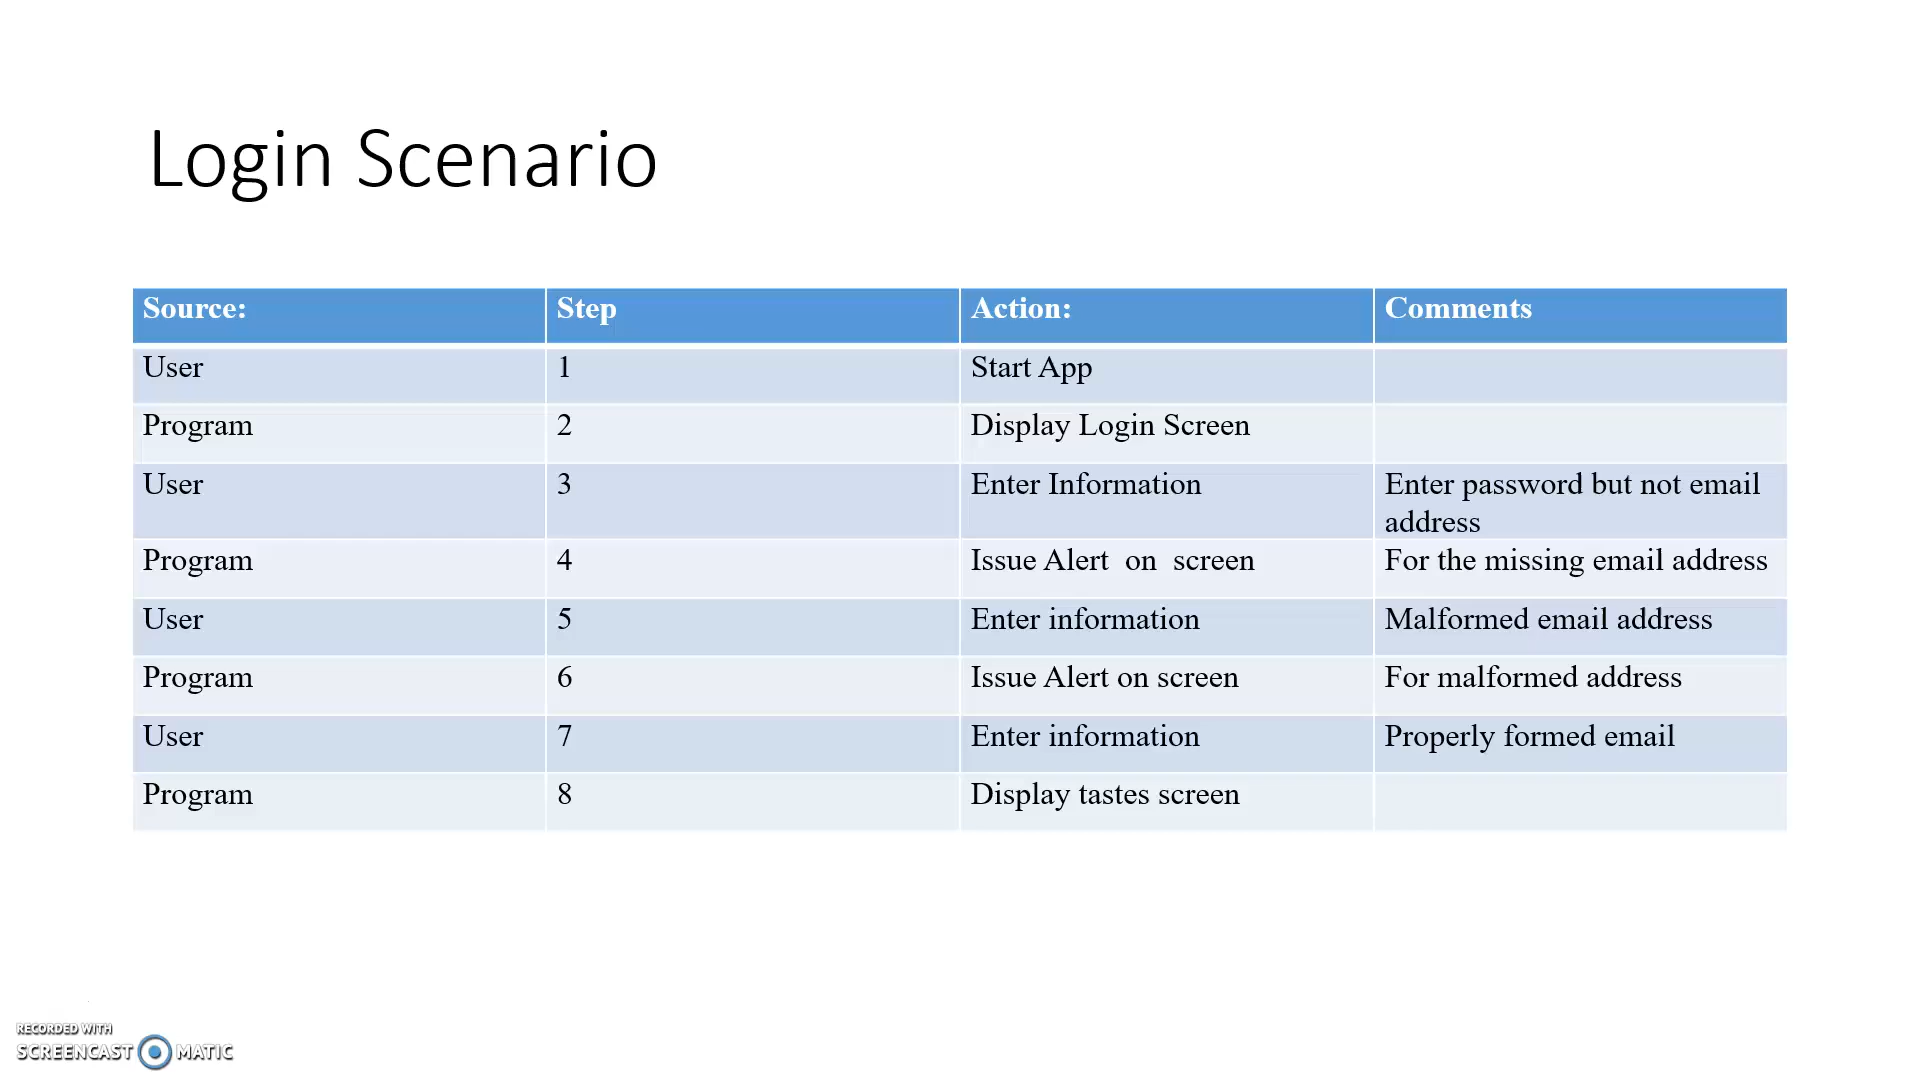 Login Scenario
Source: Step Action: Comments
User 1 Start App
Program 2 Display Login Screen
User 3 Enter Information Enter password but not email
address
Program 4 Issue Alert on screen For the missing email address
User 5 Enter information Malformed email address
Program 6 Issue Alert on screen For malformed address
User 7 Enter information Properly formed email
Program 8 Display tastes screen
RECORDED WITH
SCREENCAST MATIC